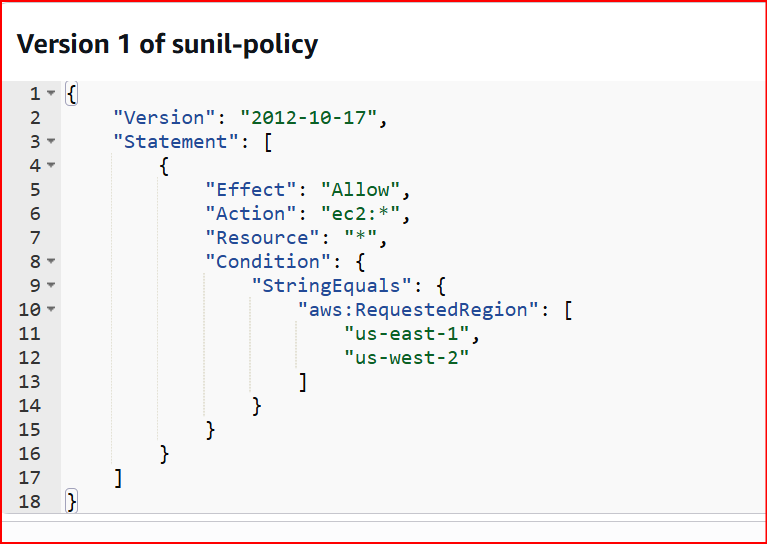 Version 1 of sunil-policy
1 {
2     "Version": "2012-10-17",
3     "Statement": [
4         {
5             "Effect": "Allow",
6             "Action": "ec2:*",
7             "Resource": "*",
8             "Condition": {
9                 "StringEquals": {
10                     "aws:RequestedRegion": [
11                         "us-east-1",
12                         "us-west-2"
13                     ]
14                 }
15             }
16         }
17     ]
18 }